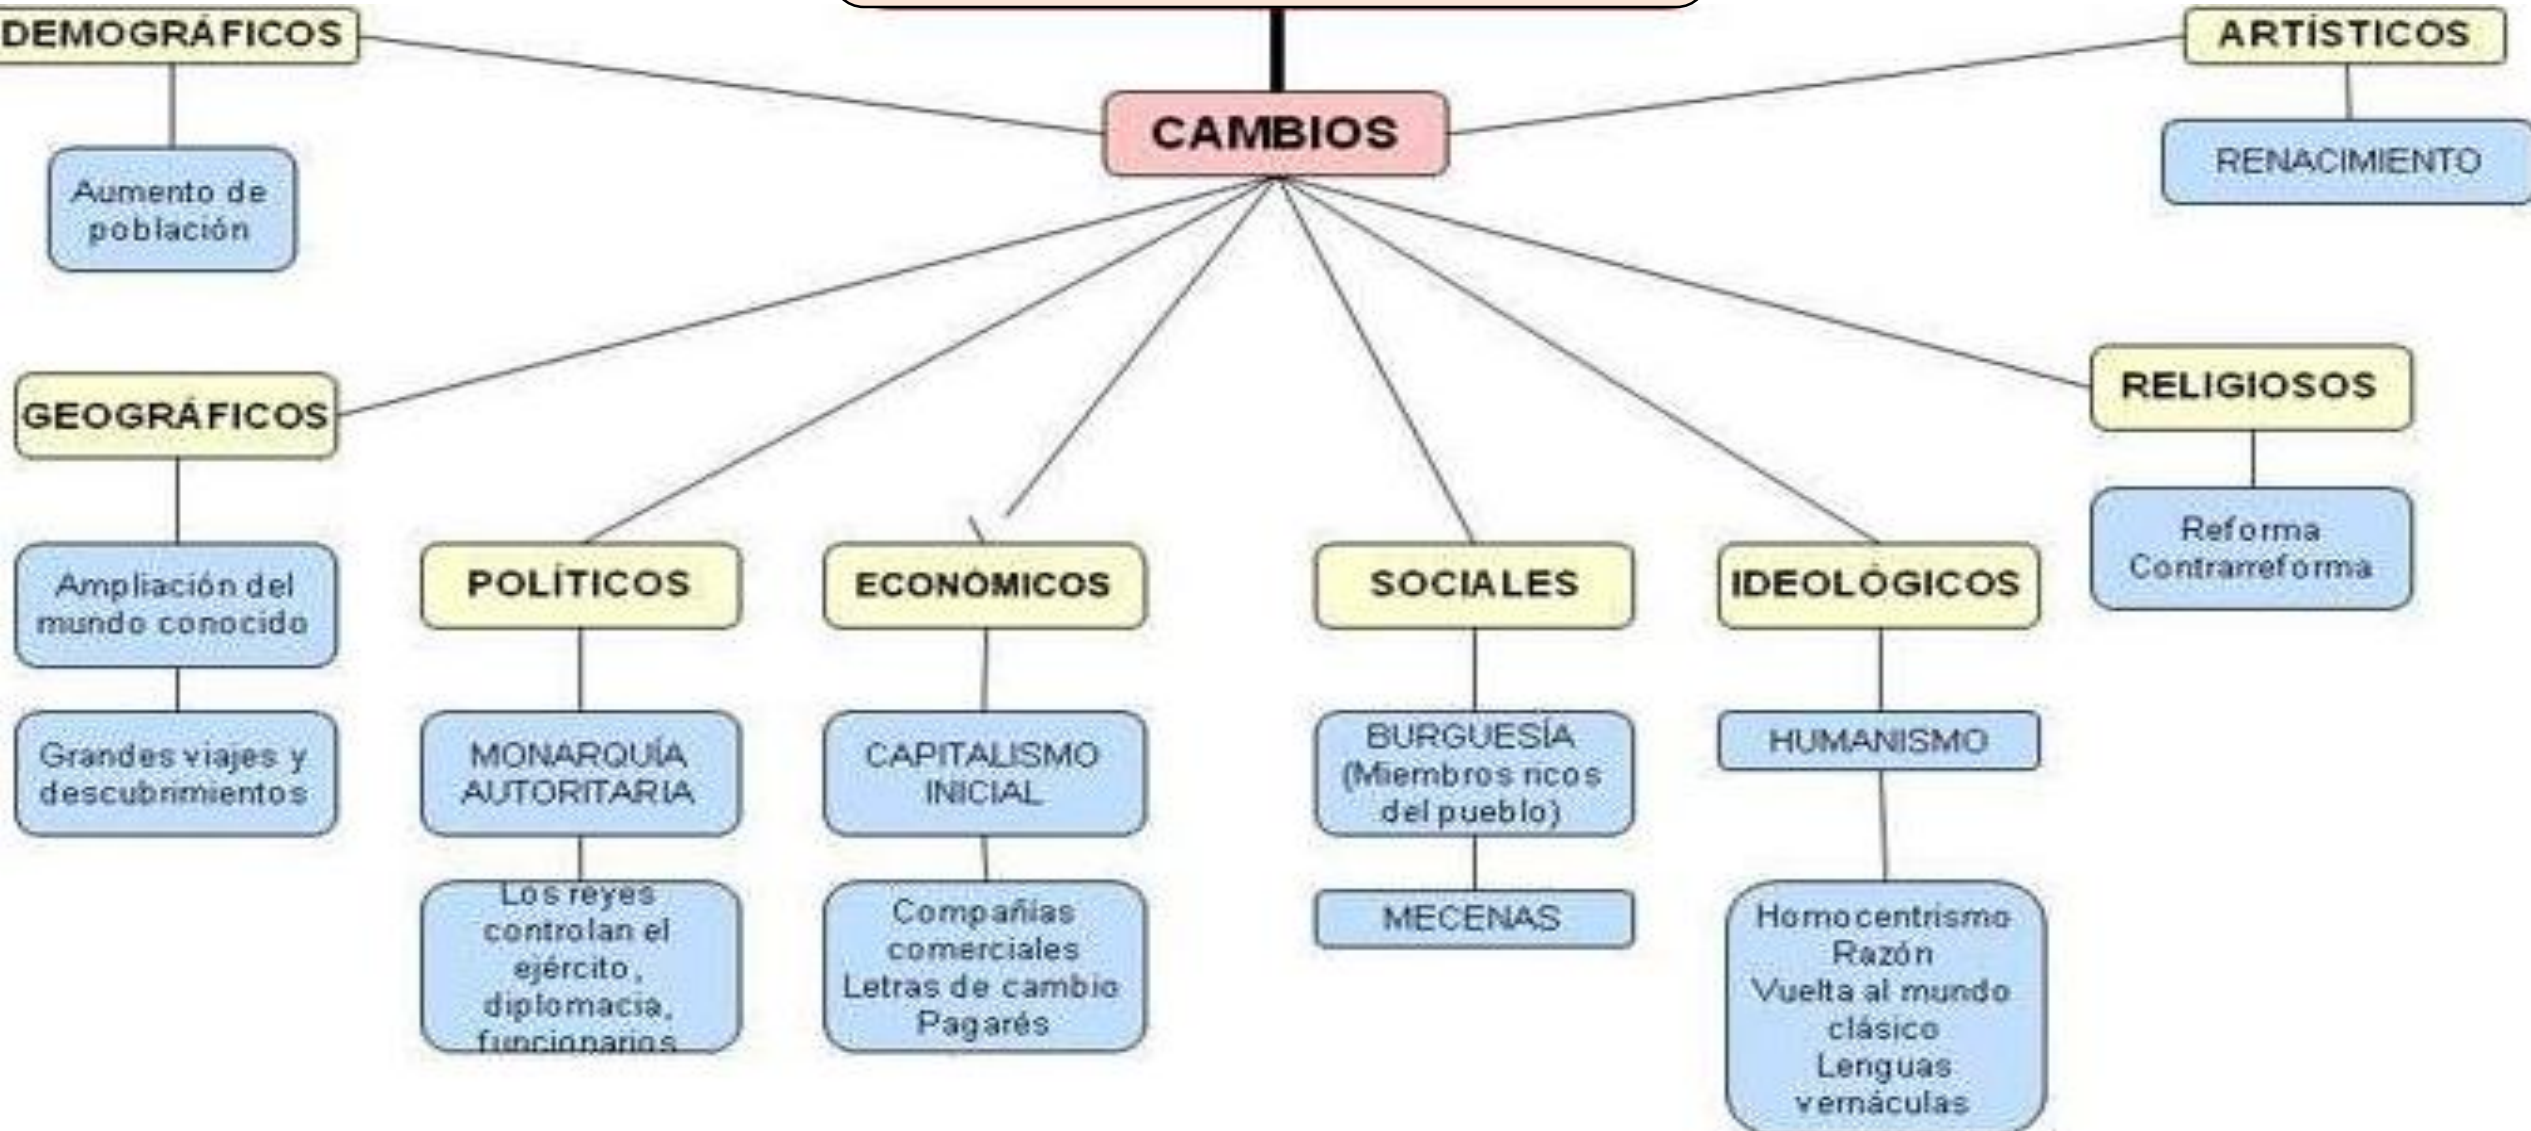 DEMOGRÁFICOS
Aumento de
población
CAMBIOS
ARTÍSTICOS
RENACIMIENTO
GEOGRÁFICOS
Ampliación del
mundo conocido
Grandes viajes y
descubrimientos
POLÍTICOS
MONARQUÍA
AUTORITARIA
Los reyes
controlan el
ejército,
diplomacia,
funcionarios
ECONÓMICOS
CAPITALISMO
INICIAL
Compañías
comerciales
Letras de cambio
Pagarés
SOCIALES
BURGUESÍA
(Miembros ricos
del pueblo)
MECENAS
IDEOLÓGICOS
HUMANISMO
Homocentrismo
Razón
Vuelta al mundo
clásico
Lenguas
vernáculas
RELIGIOSOS
Reforma
Contrarreforma